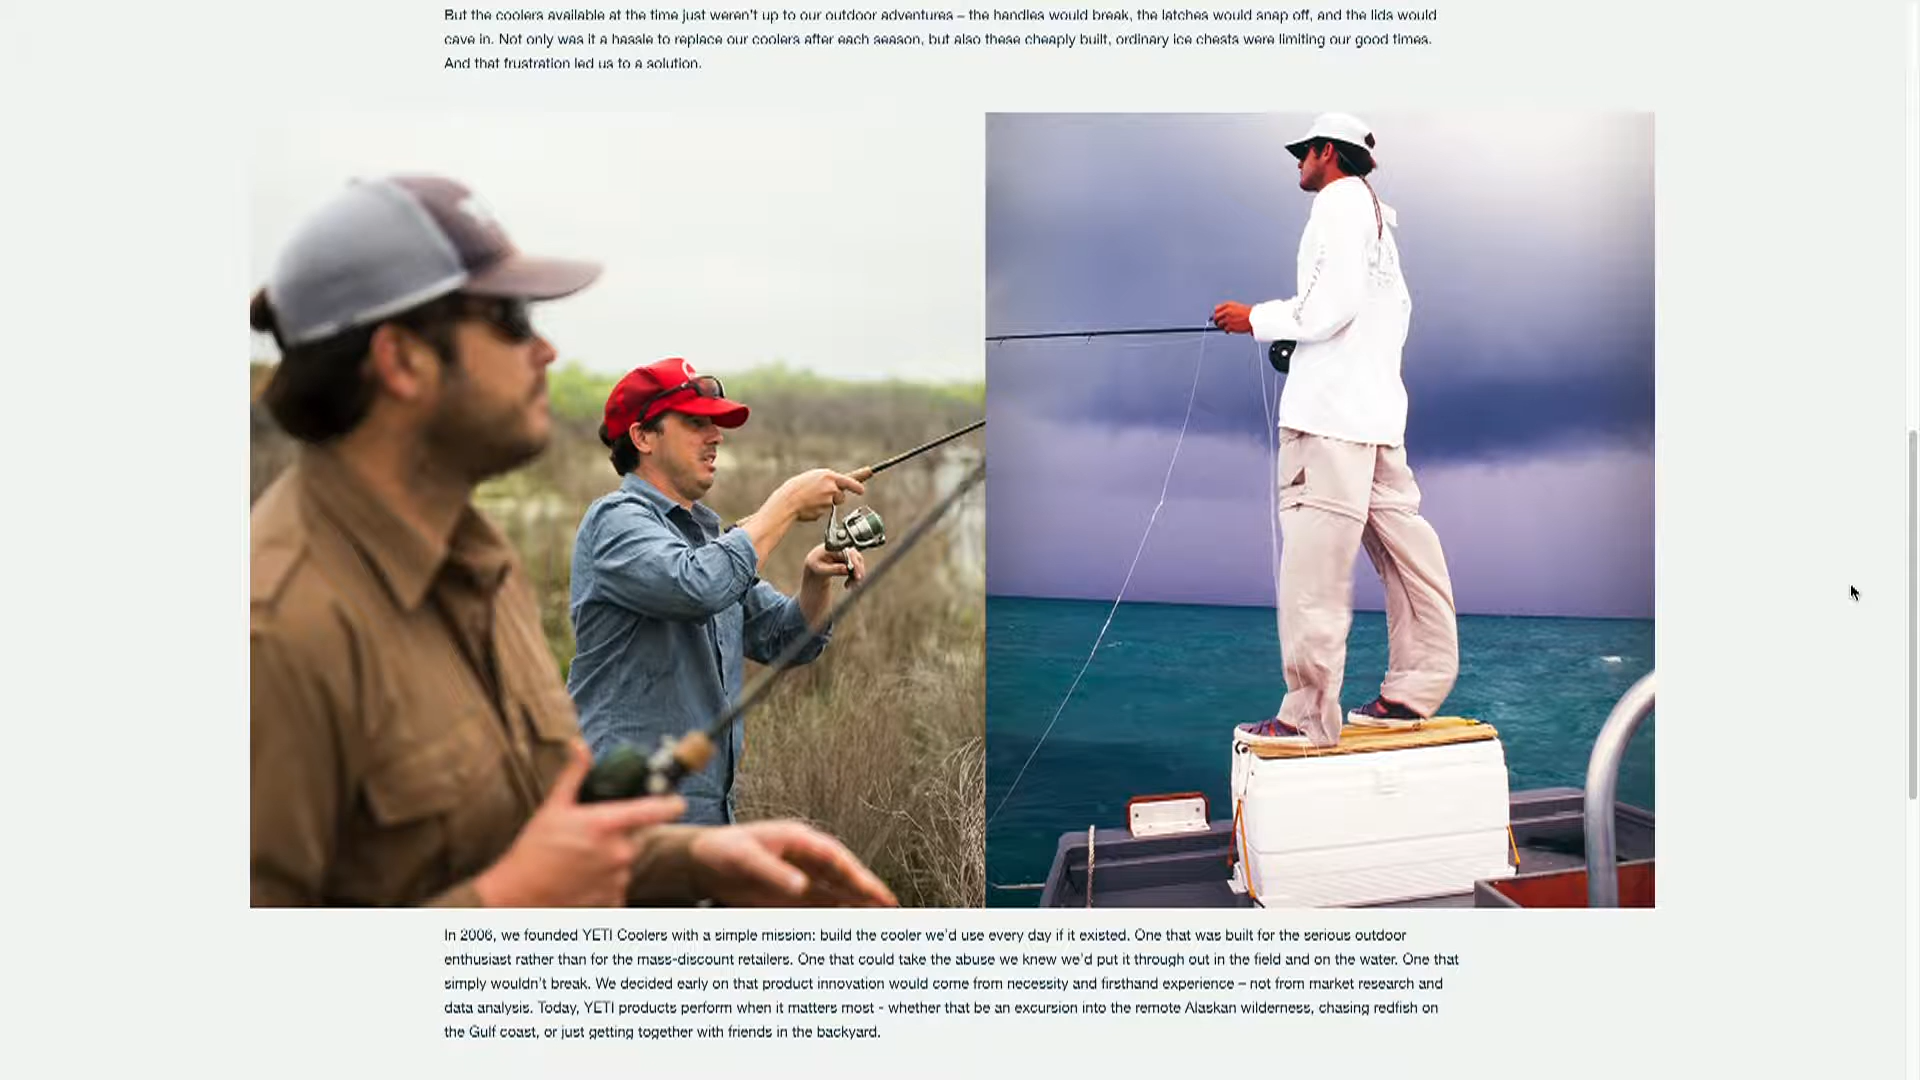 But the coolers available at the time just weren't up to our outdoor adventures – the handles would break, the latches would snap off, and the lids would
cave in. Not only was it a hassle to replace our coolers after each season, but also these cheaply built, ordinary ice chests were limiting our good times.
And that frustration led us to a solution.
In 2006, we founded YETI Coolers with a simple mission: build the cooler we'd use every day if it existed. One that was built for the serious outdoor
enthusiast rather than for the mass-discount retailers. One that could take the abuse we knew we'd put it through out in the field and on the water. One that
simply wouldn't break. We decided early on that product innovation would come from necessity and firsthand experience – not from market research and
data analysis. Today, YETI products perform when it matters most - whether that be an excursion into the remote Alaskan wilderness, chasing redfish on
the Gulf coast, or just getting together with friends in the backyard.